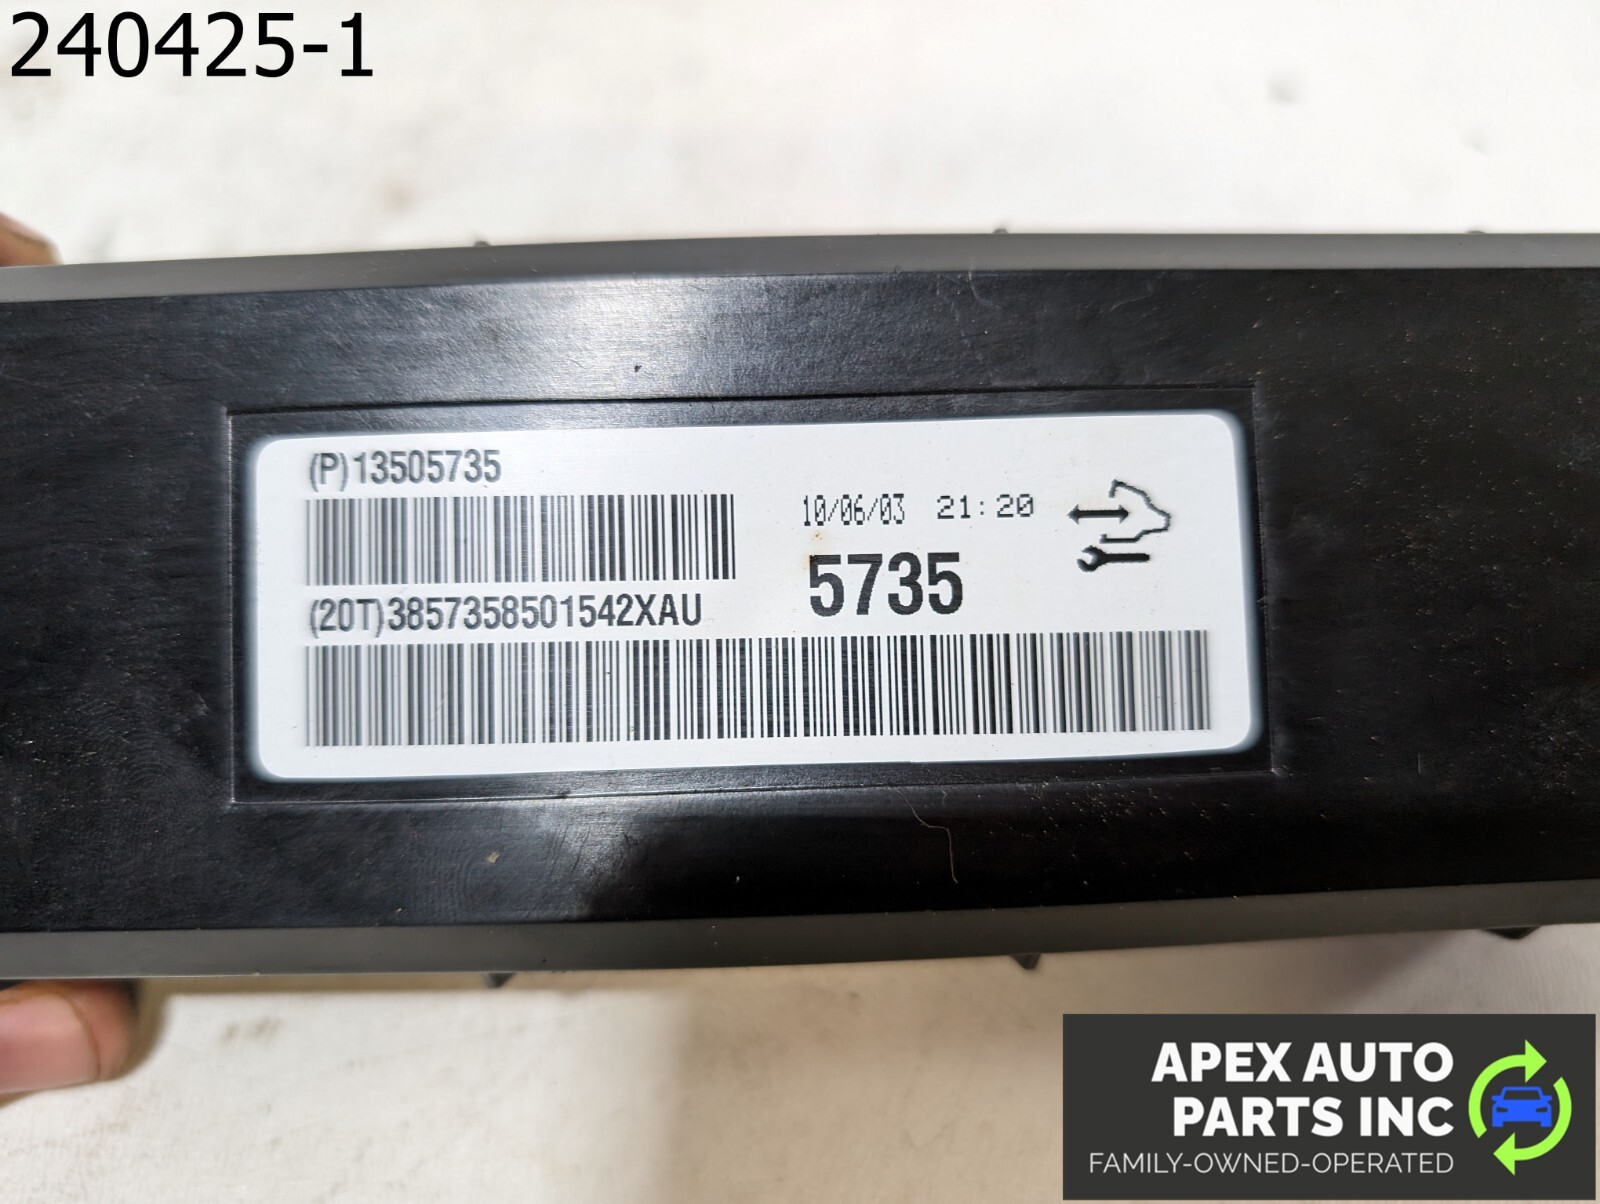 240425-1
(P)13505735
10/06/03 21:20
5735
(20T)3857358501542XAU
APEX AUTO
PARTS INC
FAMILY-OWNED-OPERATED